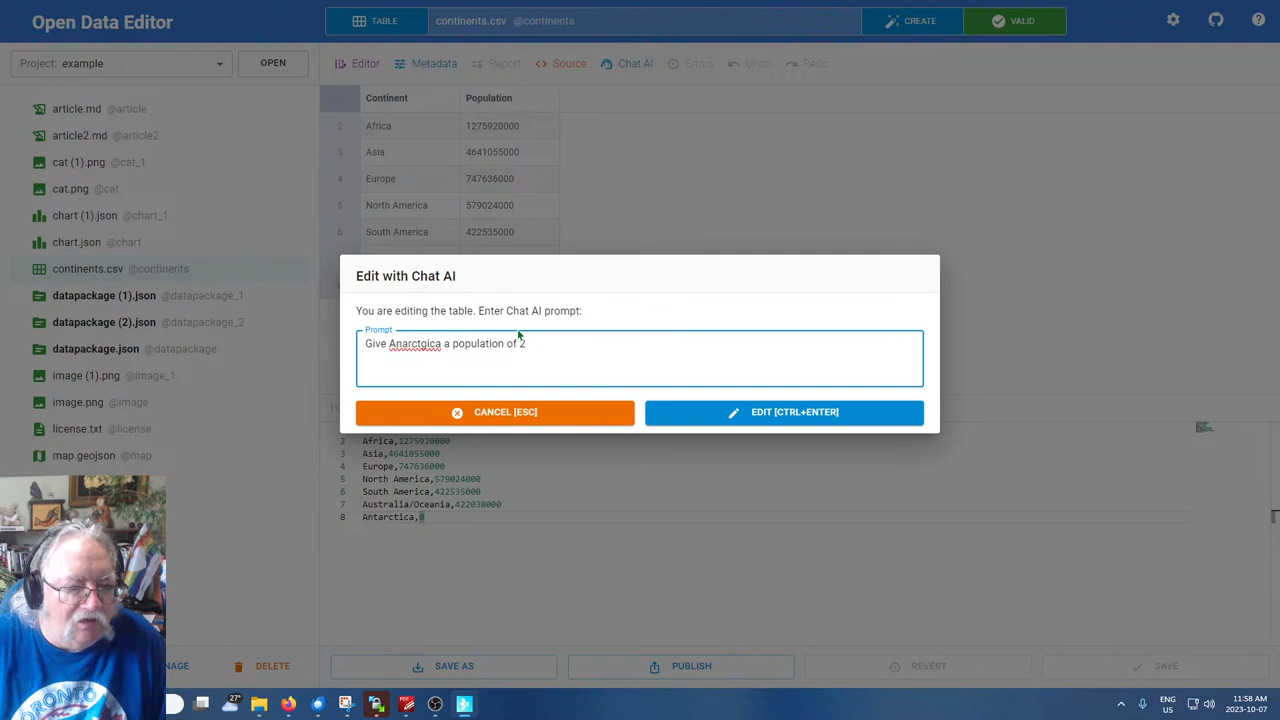 Open Data Editor
TABLE
continents.csv @continents
CREATE
VALID
Project: example
OPEN
Editor
Metadata
Report
Source
Chat AI
Errors
Undo
Redo
article.md @article
article2.md @article2
cat (1).png @cat_1
cat.png @cat
chart (1).json @chart_1
chart.json @chart
continents.csv @continents
datapackage (1).json @datapackage_1
datapackage (2).json @datapackage_2
datapackage.json @datapackage
image (1).png @image_1
image.png @image
license.txt @license
map.geojson @map
Continent Population
2 Africa 1275920000
3 Asia 4641055000
4 Europe 747636000
5 North America 579024000
6 South America 422535000
Edit with Chat AI
You are editing the table. Enter Chat AI prompt:
Prompt
Give Anarctgica a population of 2
CANCEL [ESC]
EDIT [CTRL+ENTER]
2 Africa,1275920000
3 Asia,4641055000
4 Europe,747636000
5 North America,579024000
6 South America,422535000
7 Australia/Oceania,422038000
8 Antarctica,0
NAGE
DELETE
SAVE AS
PUBLISH
REVERT
SAVE
TORONTO
27°
ENG
US
11:58 AM
2023-10-07